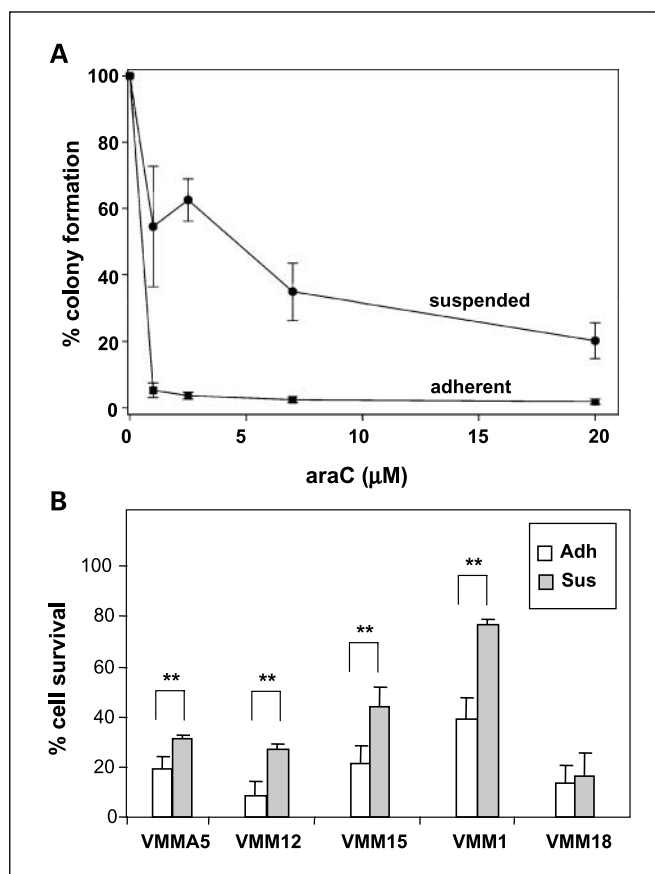 A
100
80
60
40
20
0
% colony formation
suspended
adherent
0 5 10 15 20
araC (μM)
B
100
80
60
40
20
0
% cell survival
Adh
Sus
** ** ** **
VMMA5 VMM12 VMM15 VMM1 VMM18